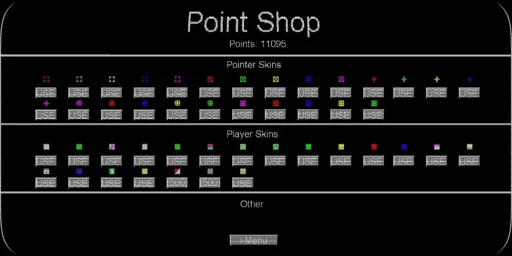 Point Shop
Points: 11095
Pointer Skins
USE USE USE USE USE USE USE USE USE USE USE USE USE USE
USE USE USE USE USE USE USE USE USE USE USE
Player Skins
USE USE USE USE USE USE USE USE USE USE USE USE USE USE
USE USE USE USE USE
Other
>Menu